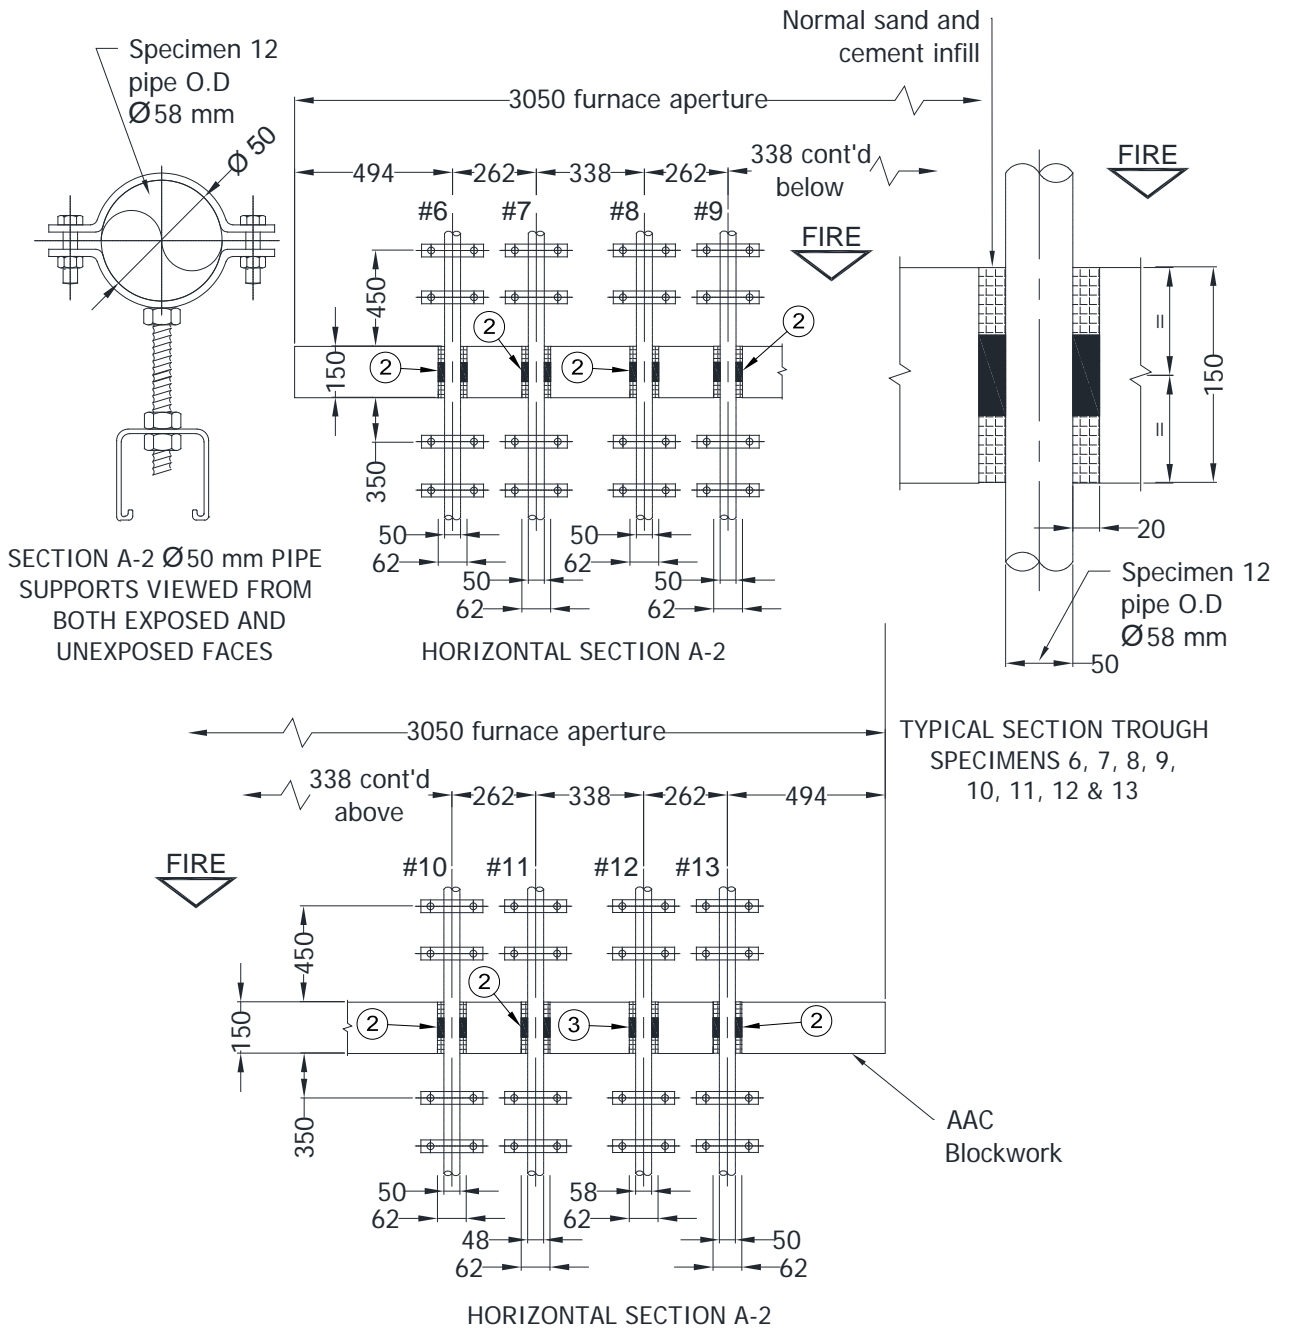 Specimen 12
pipe O.D
Ø58 mm
Ø 50
SECTION A-2 Ø50 mm PIPE
SUPPORTS VIEWED FROM
BOTH EXPOSED AND
UNEXPOSED FACES
3050 furnace aperture
494
262
338
262
338 cont'd
below
#6
#7
#8
#9
FIRE
450
150
350
2
2
2
2
50
62
50
62
50
62
50
62
HORIZONTAL SECTION A-2
Normal sand and
cement infill
FIRE
=
=
150
20
Specimen 12
pipe O.D
Ø58 mm
50
TYPICAL SECTION TROUGH
SPECIMENS 6, 7, 8, 9,
10, 11, 12 & 13
3050 furnace aperture
338 cont'd
above
262
338
262
494
FIRE
#10
#11
#12
#13
450
150
350
2
2
3
2
AAC
Blockwork
50
62
48
62
58
62
50
62
HORIZONTAL SECTION A-2